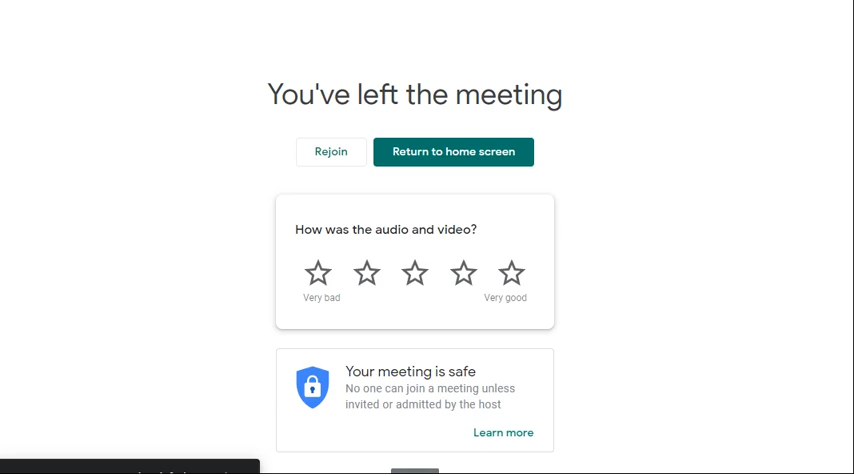 You've left the meeting
Rejoin
Return to home screen
How was the audio and video?
Very bad
Very good
Your meeting is safe
No one can join a meeting unless
invited or admitted by the host
Learn more